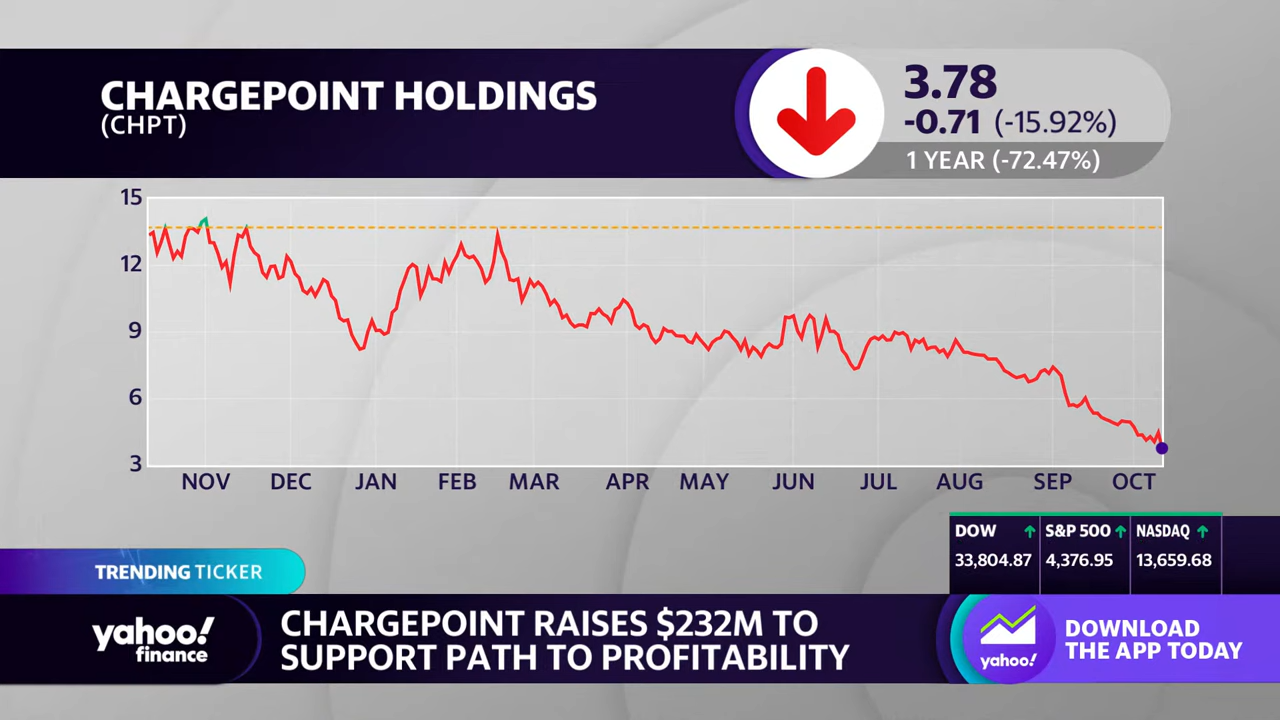 CHARGEPOINT HOLDINGS
(CHPT)
3.78
-0.71 (-15.92%)
1 YEAR (-72.47%)
15
12
9
6
3
NOV DEC JAN FEB MAR APR MAY JUN JUL AUG SEP OCT
DOW S&P 500 NASDAQ
33,804.87 4,376.95 13,659.68
TRENDING TICKER
yahoo!
finance
CHARGEPOINT RAISES $232M TO
SUPPORT PATH TO PROFITABILITY
yahoo!
DOWNLOAD
THE APP TODAY